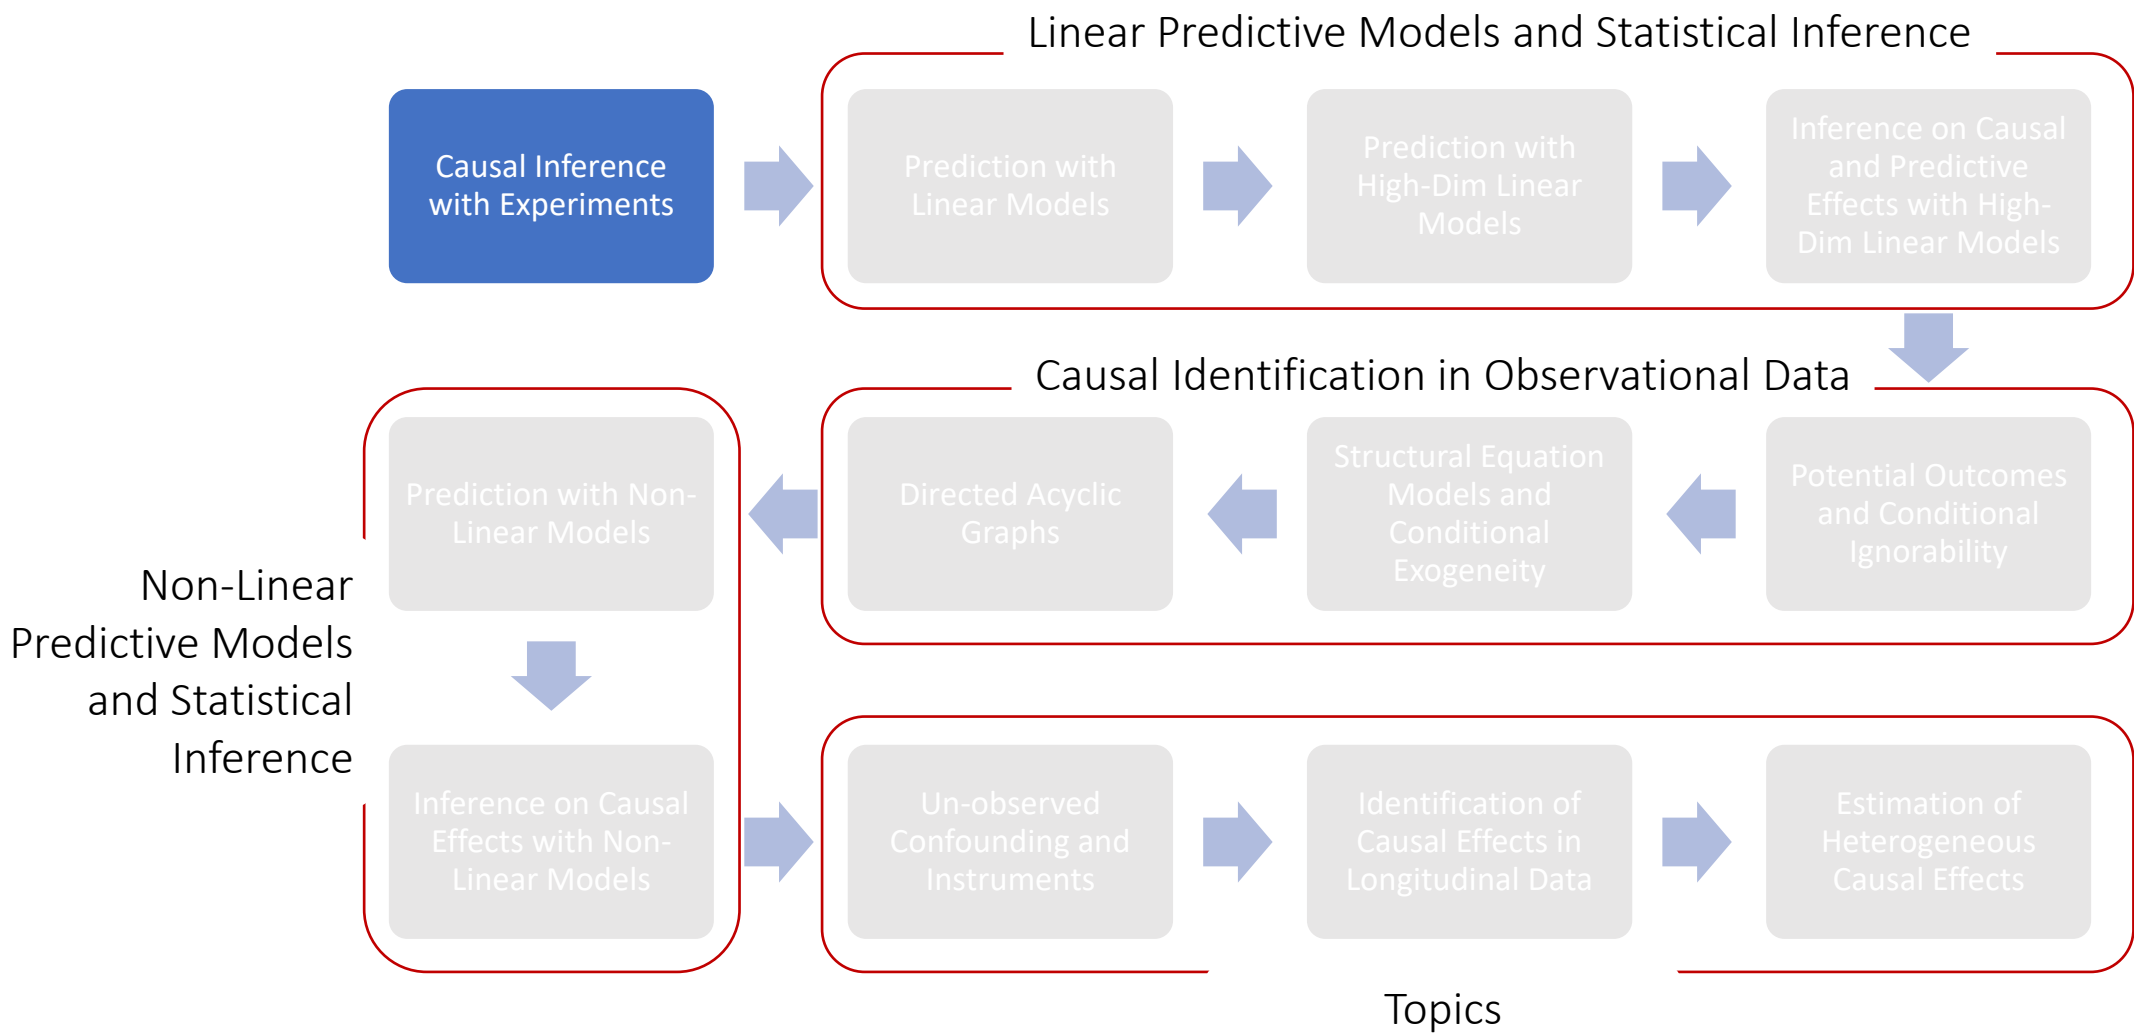 Linear Predictive Models and Statistical Inference
Causal Inference
with Experiments
Prediction with
Linear Models
Prediction with
High-Dim Linear
Models
Inference on Causal
and Predictive
Effects with High-
Dim Linear Models
Causal Identification in Observational Data
Potential Outcomes
and Conditional
Ignorability
Structural Equation
Models and
Conditional
Exogeneity
Directed Acyclic
Graphs
Prediction with Non-
Linear Models
Non-Linear
Predictive Models
and Statistical
Inference
Inference on Causal
Effects with Non-
Linear Models
Un-observed
Confounding and
Instruments
Identification of
Causal Effects in
Longitudinal Data
Estimation of
Heterogeneous
Causal Effects
Topics